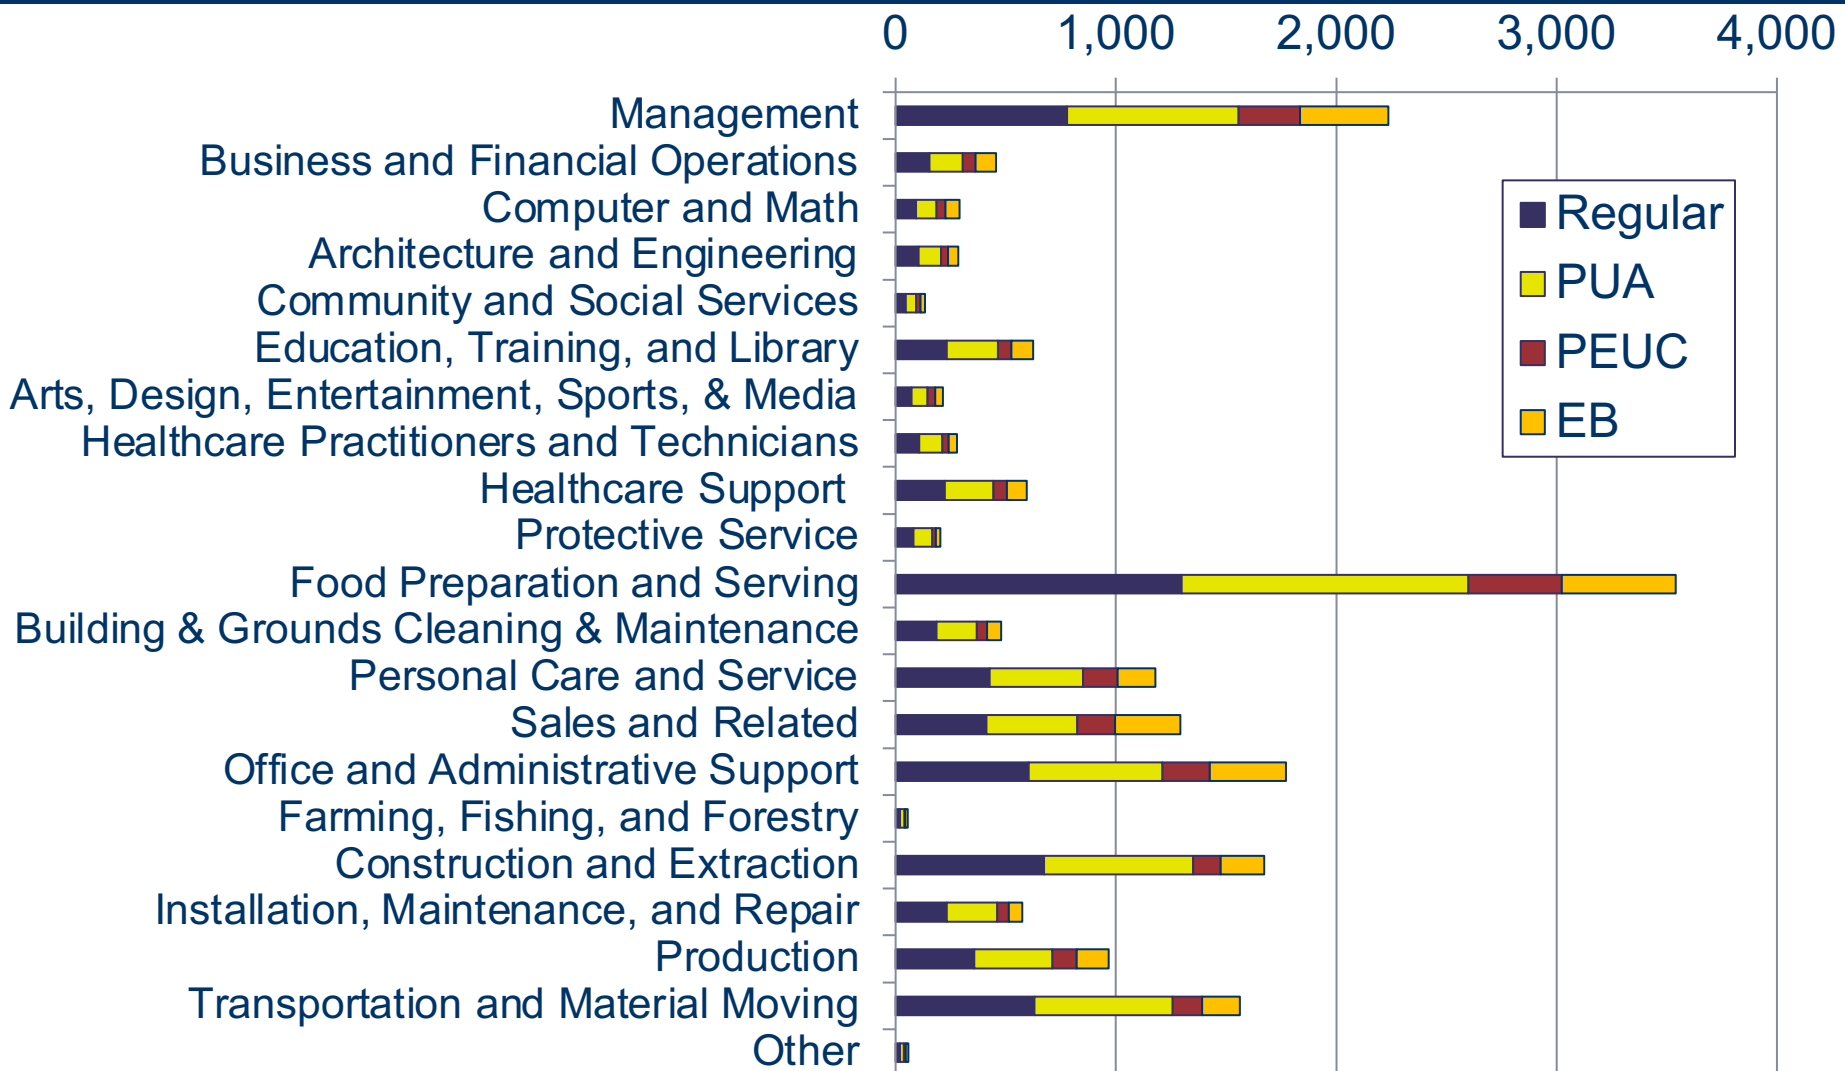 0 1,000 2,000 3,000 4,000
Management
Business and Financial Operations
Computer and Math
Architecture and Engineering
Community and Social Services
Education, Training, and Library
Arts, Design, Entertainment, Sports, & Media
Healthcare Practitioners and Technicians
Healthcare Support
Protective Service
Food Preparation and Serving
Building & Grounds Cleaning & Maintenance
Personal Care and Service
Sales and Related
Office and Administrative Support
Farming, Fishing, and Forestry
Construction and Extraction
Installation, Maintenance, and Repair
Production
Transportation and Material Moving
Other
Regular
PUA
PEUC
EB